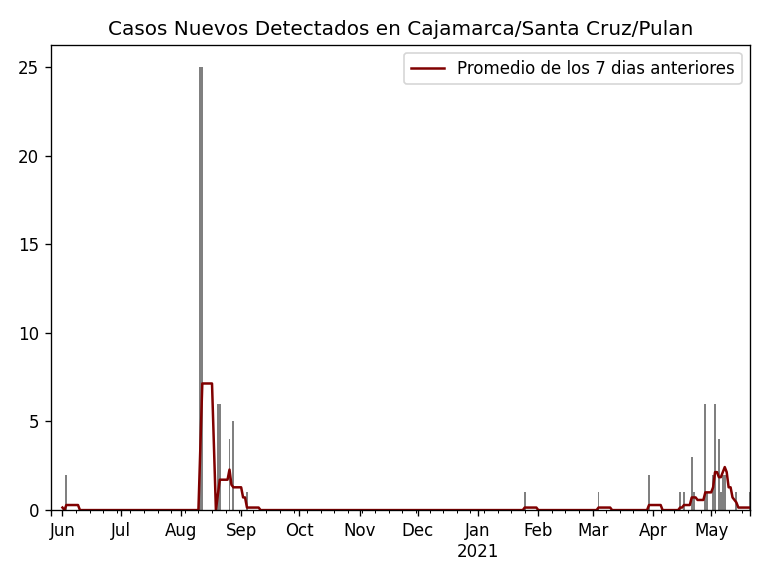 Casos Nuevos Detectados en Cajamarca/Santa Cruz/Pulan
Promedio de los 7 dias anteriores
25
20
15
10
5
0
Jun Jul Aug Sep Oct Nov Dec Jan Feb Mar Apr May
2021